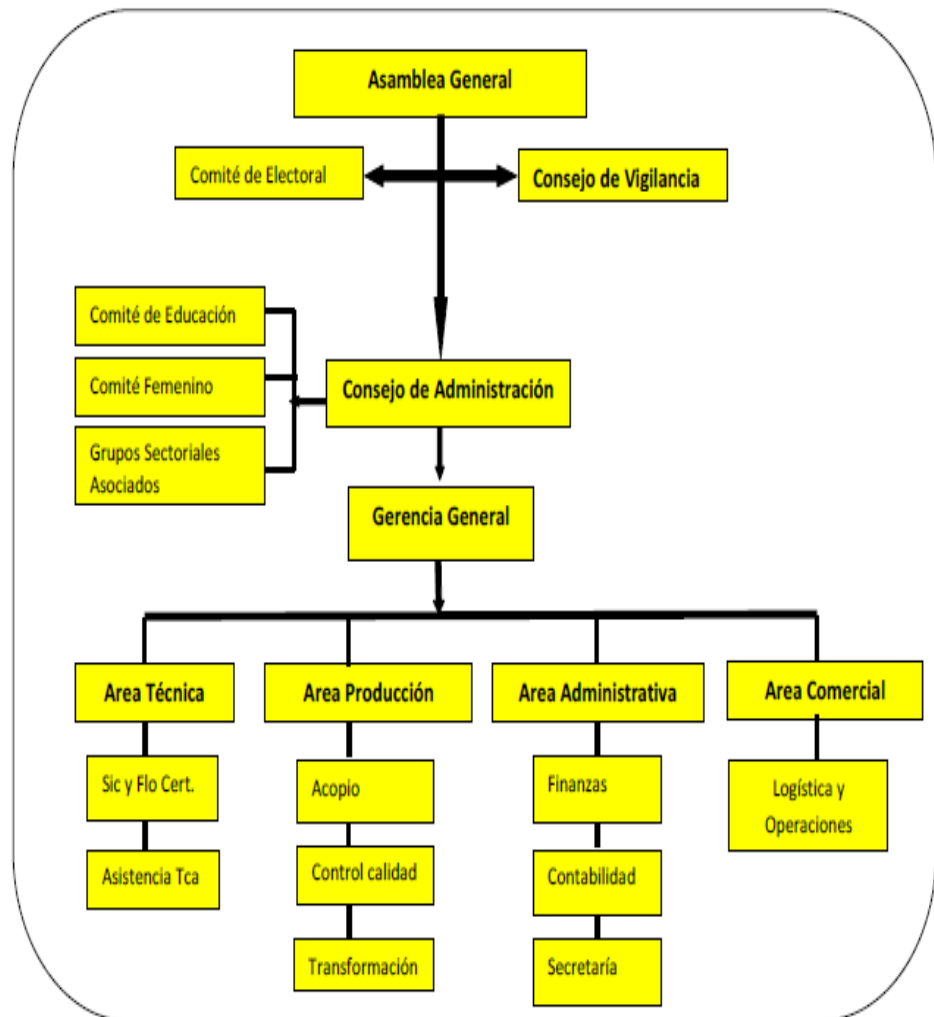 Asamblea General
Comité de Electoral
Consejo de Vigilancia
Comité de Educación
Comité Femenino
Grupos Sectoriales
Asociados
Consejo de Administración
Gerencia General
Area Técnica
Area Producción
Area Administrativa
Area Comercial
Sic y Flo Cert.
Acopio
Finanzas
Logística y
Operaciones
Asistencia Tca
Control calidad
Contabilidad
Transformación
Secretaría